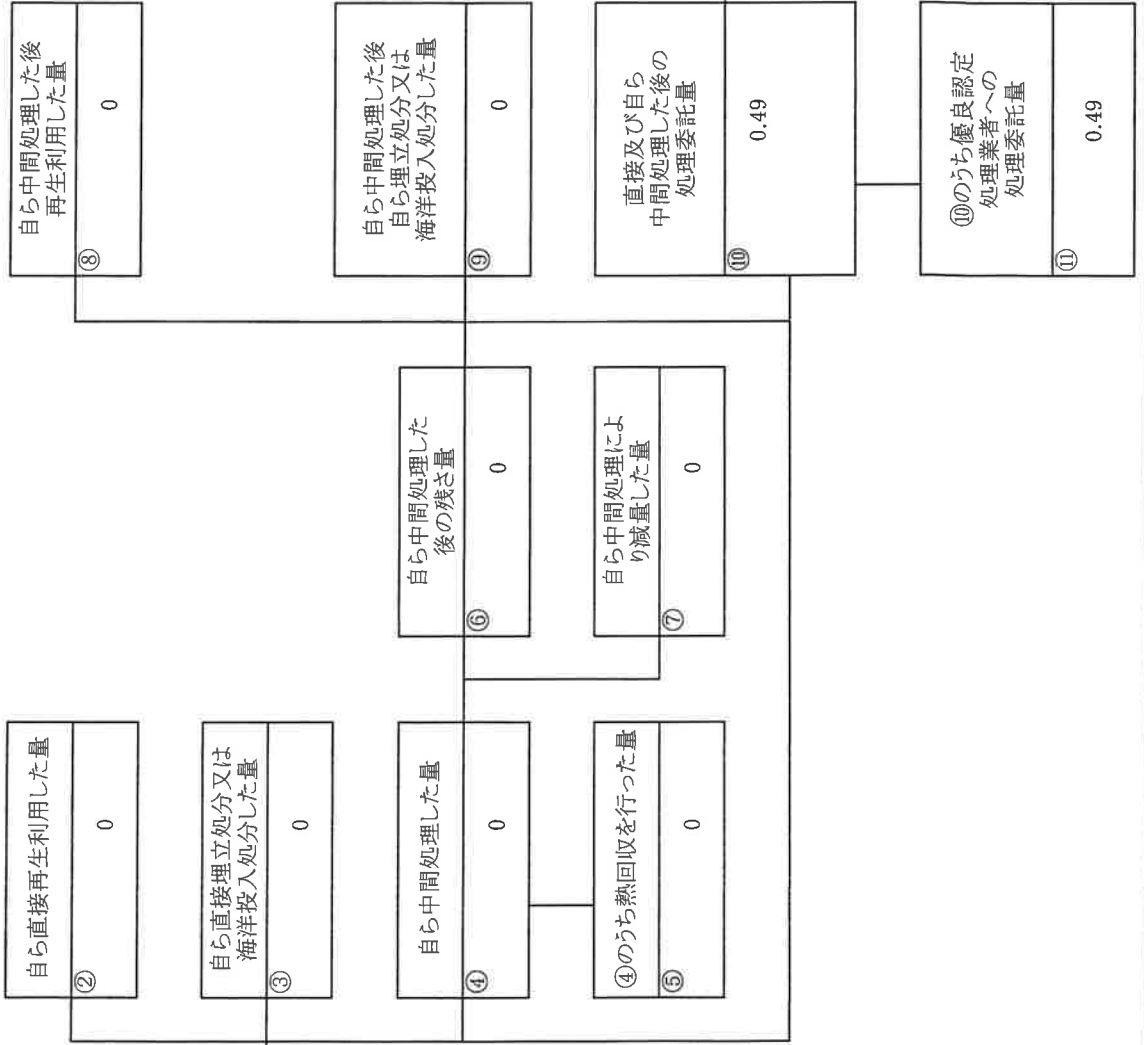 自ら直接再生利用した量
②
0
自ら直接埋立処分又は
海洋投入処分した量
③
0
自ら中間処理した量
④
0
④のうち熱回収を行った量
⑤
0
自ら中間処理した
後の残さ量
⑥
0
自ら中間処理によ
り減量した量
⑦
0
自ら中間処理した後
再生利用した量
⑧
0
自ら中間処理した後
自ら埋立処分又は
海洋投入処分した量
⑨
0
直接及び自ら
中間処理した後の
処理委託量
⑩
0.49
⑩のうち優良認定
処理業者への
処理委託量
⑪
0.49